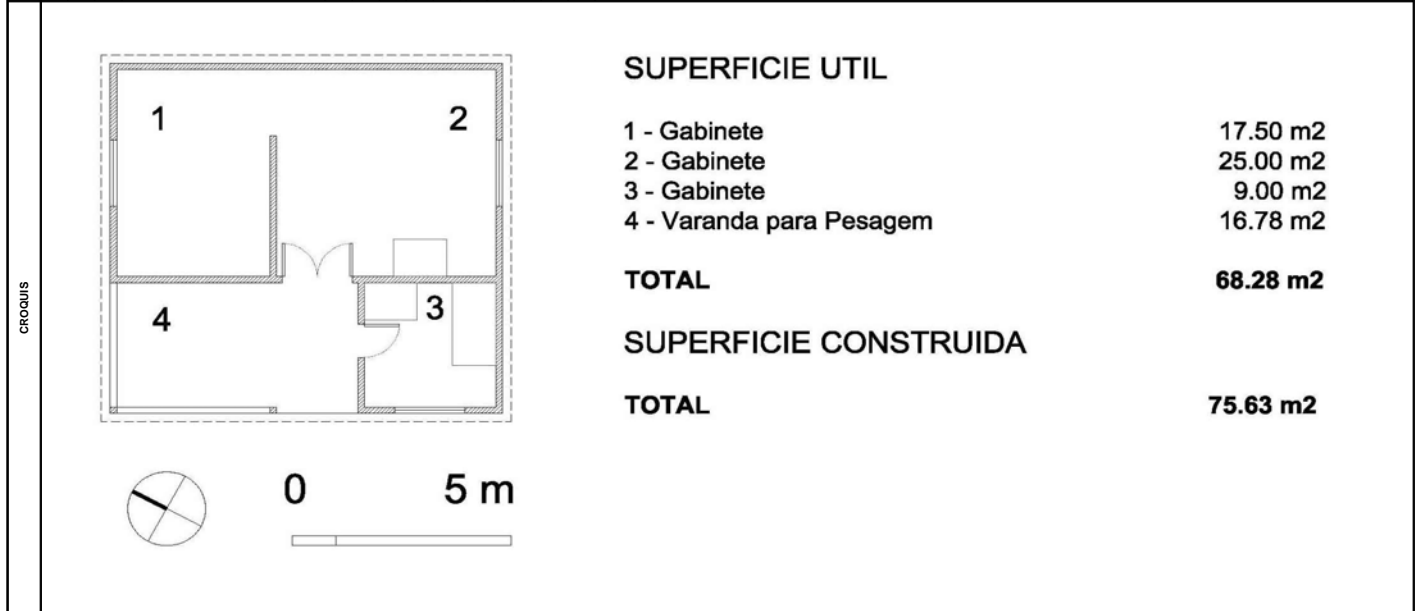 CROQUIS
1
2
3
4
0 5 m
SUPERFICIE UTIL
1 - Gabinete 17.50 m2
2 - Gabinete 25.00 m2
3 - Gabinete 9.00 m2
4 - Varanda para Pesagem 16.78 m2
TOTAL 68.28 m2
SUPERFICIE CONSTRUIDA
TOTAL 75.63 m2